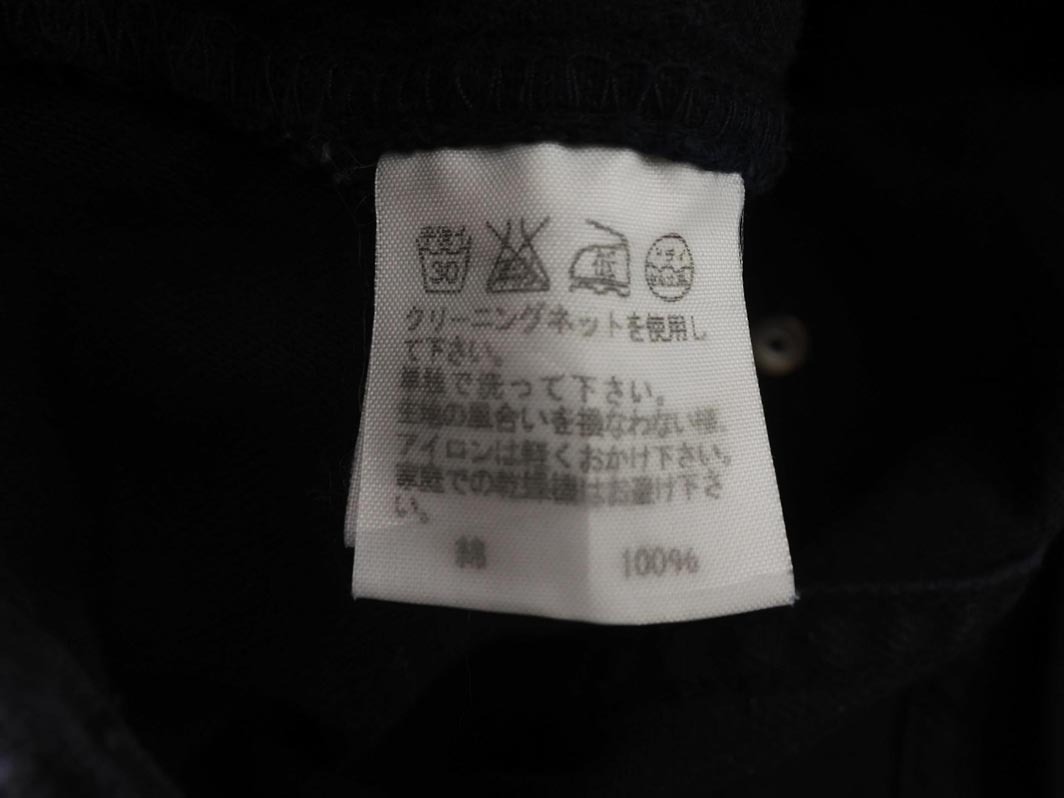 手洗イ
30
低
クリーニングネットを使用し
て下さい。
単独で洗って下さい。
生地の風合いを損なわない様、
アイロンは軽くおかけ下さい。
家庭での乾燥機はお避け下さ
い。
綿 100%